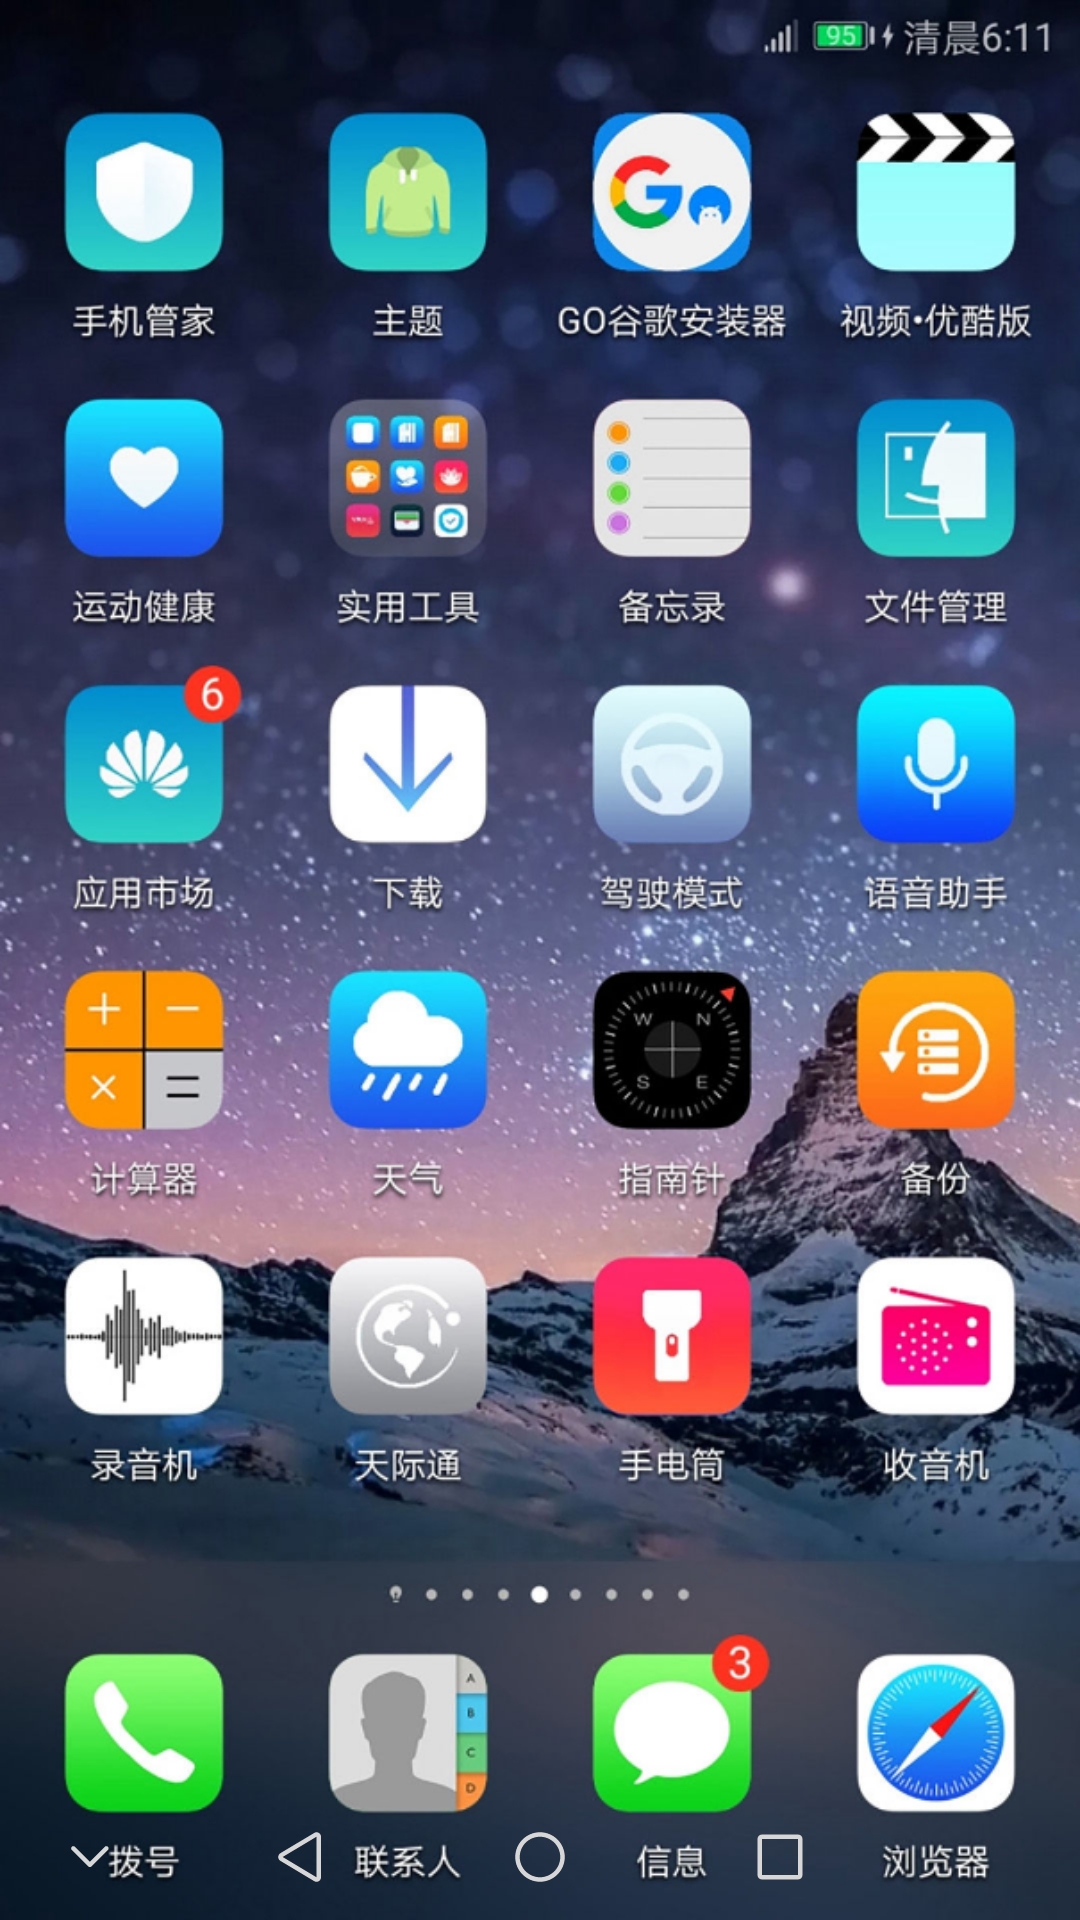 95 清晨6:11
手机管家 主题 GO谷歌安装器 视频•优酷版
运动健康 实用工具 备忘录 文件管理
6
应用市场 下载 驾驶模式 语音助手
W N
S E
计算器 天气 指南针 备份
录音机 天际通 手电筒 收音机
3
A
B
C
D
拨号 联系人 信息 浏览器